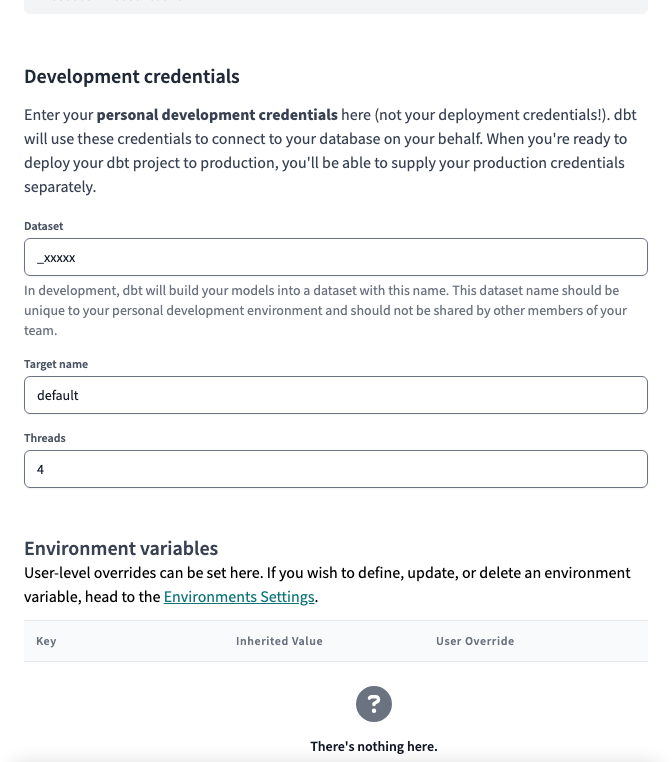 Development credentials
Enter your personal development credentials here (not your deployment credentials!). dbt
will use these credentials to connect to your database on your behalf. When you're ready to
deploy your dbt project to production, you'll be able to supply your production credentials
separately.
Dataset
_xxxxx
In development, dbt will build your models into a dataset with this name. This dataset name should be
unique to your personal development environment and should not be shared by other members of your
team.
Target name
default
Threads
4
Environment variables
User-level overrides can be set here. If you wish to define, update, or delete an environment
variable, head to the Environments Settings.
Key Inherited Value User Override
?
There's nothing here.